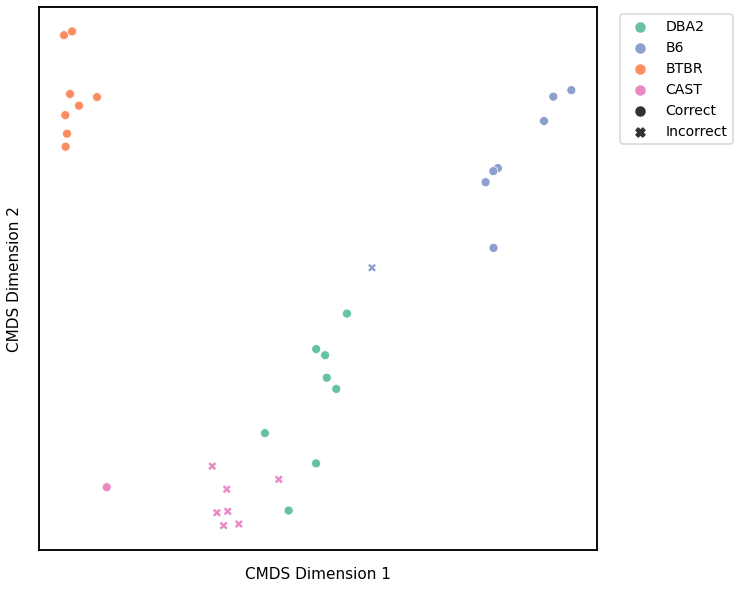 DBA2
B6
BTBR
CAST
Correct
Incorrect
CMDS Dimension 2
CMDS Dimension 1